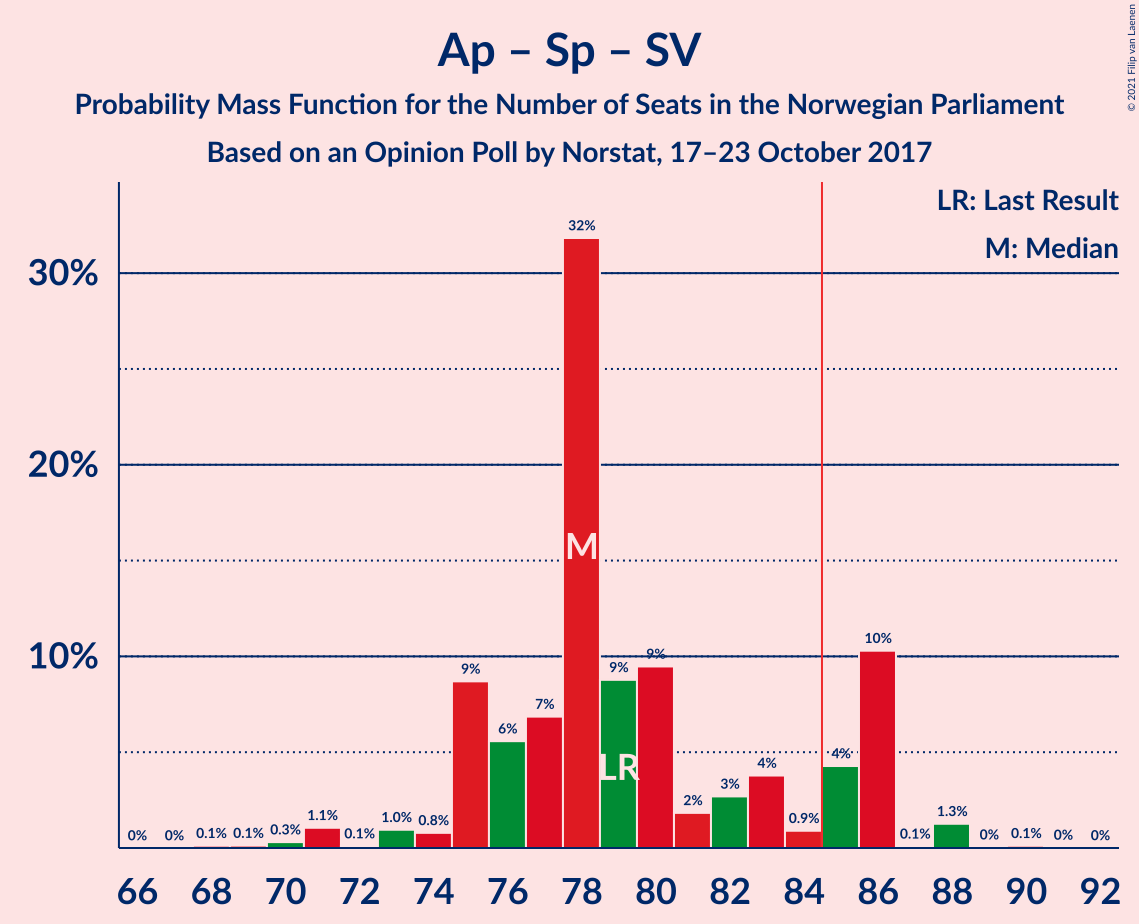 Ap – Sp – SV
Probability Mass Function for the Number of Seats in the Norwegian Parliament
Based on an Opinion Poll by Norstat, 17–23 October 2017
© 2021 Filip van Laenen
LR: Last Result
M: Median
30%
20%
10%
0% 0% 0.1% 0.1% 0.3% 1.1% 0.1% 1.0% 0.8% 9% 6% 7% 32% 9% 9% 2% 3% 4% 0.9% 4% 10% 0.1% 1.3% 0% 0.1% 0% 0%
M
LR
66 68 70 72 74 76 78 80 82 84 86 88 90 92